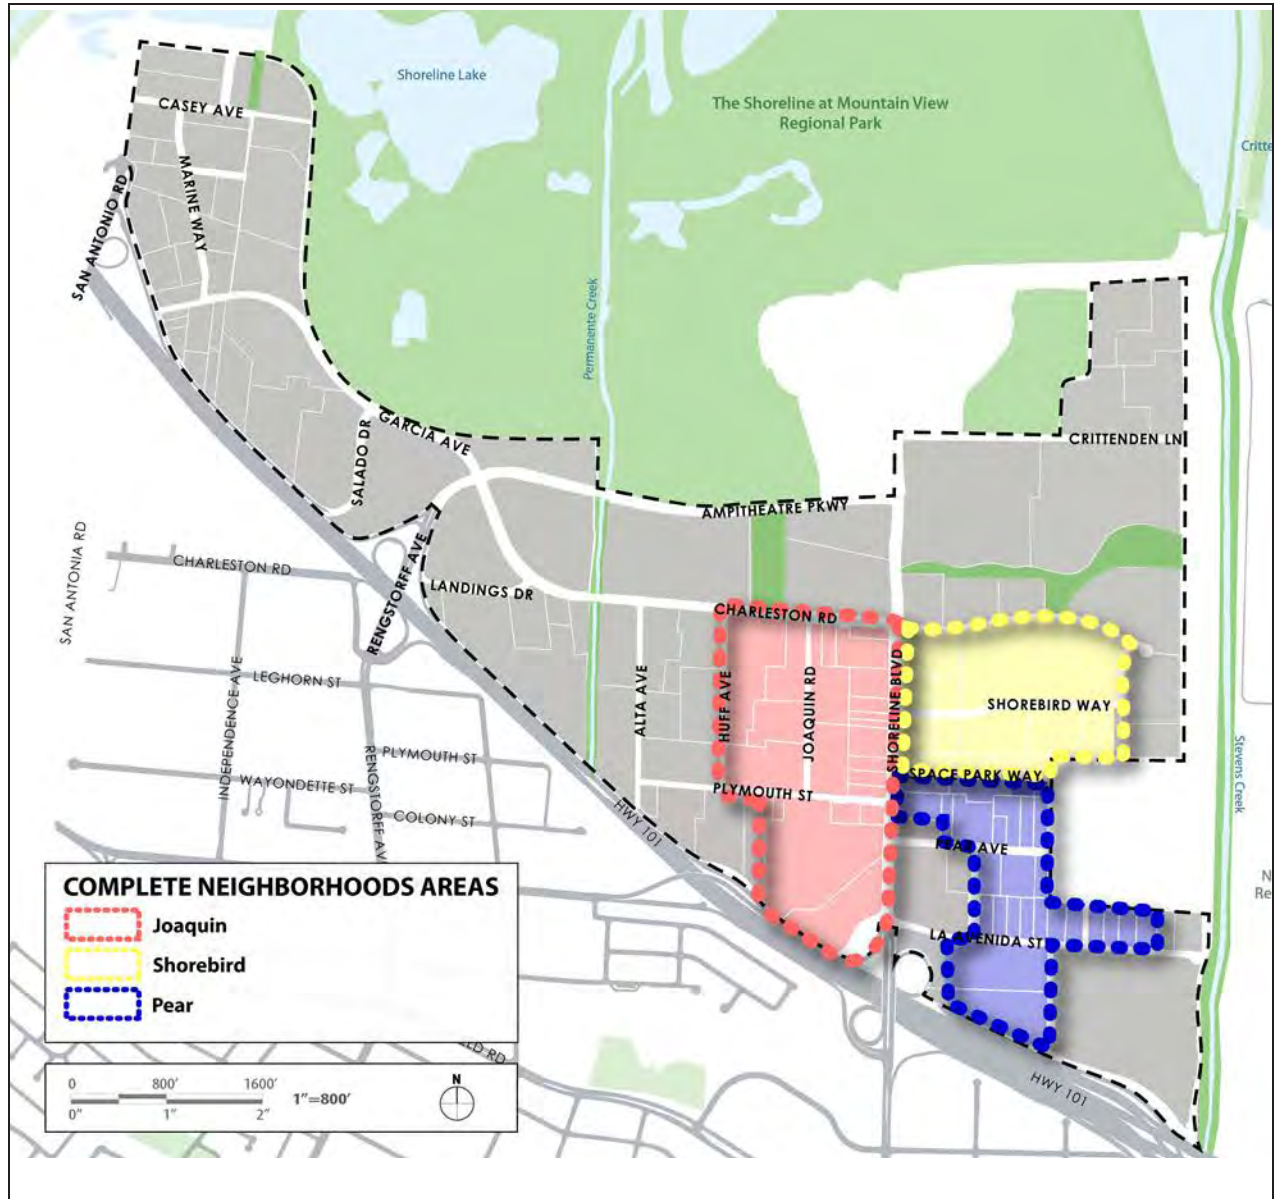 Shoreline Lake
The Shoreline at Mountain View
Regional Park
CASEY AVE
MARINE WAY
SAN ANTONIO RD
Permanente Creek
GARCIA AVE
SALADO DR
CRITTENDEN LN
AMPITHEATRE PKWY
SAN ANTONIA RD
CHARLESTON RD
RENGSTORFF AVE
LANDINGS DR
CHARLESTON RD
INDEPENDENCE AVE
LEGHORN ST
ALTA AVE
HUFF AVE
JOAQUIN RD
SHORELINE BLVD
SHOREBIRD WAY
Stevens Creek
RENGSTORFF AV
PLYMOUTH ST
WAYONDETTE ST
COLONY ST
HWY 101
PLYMOUTH ST
SPACE PARK WAY
PEAR AVE
LA AVENIDA ST
Critte
N
Re
COMPLETE NEIGHBORHOODS AREAS
Joaquin
Shorebird
Pear
ELD RD
HWY 101
0 800' 1600'
0" 1" 2"
1"=800'
N